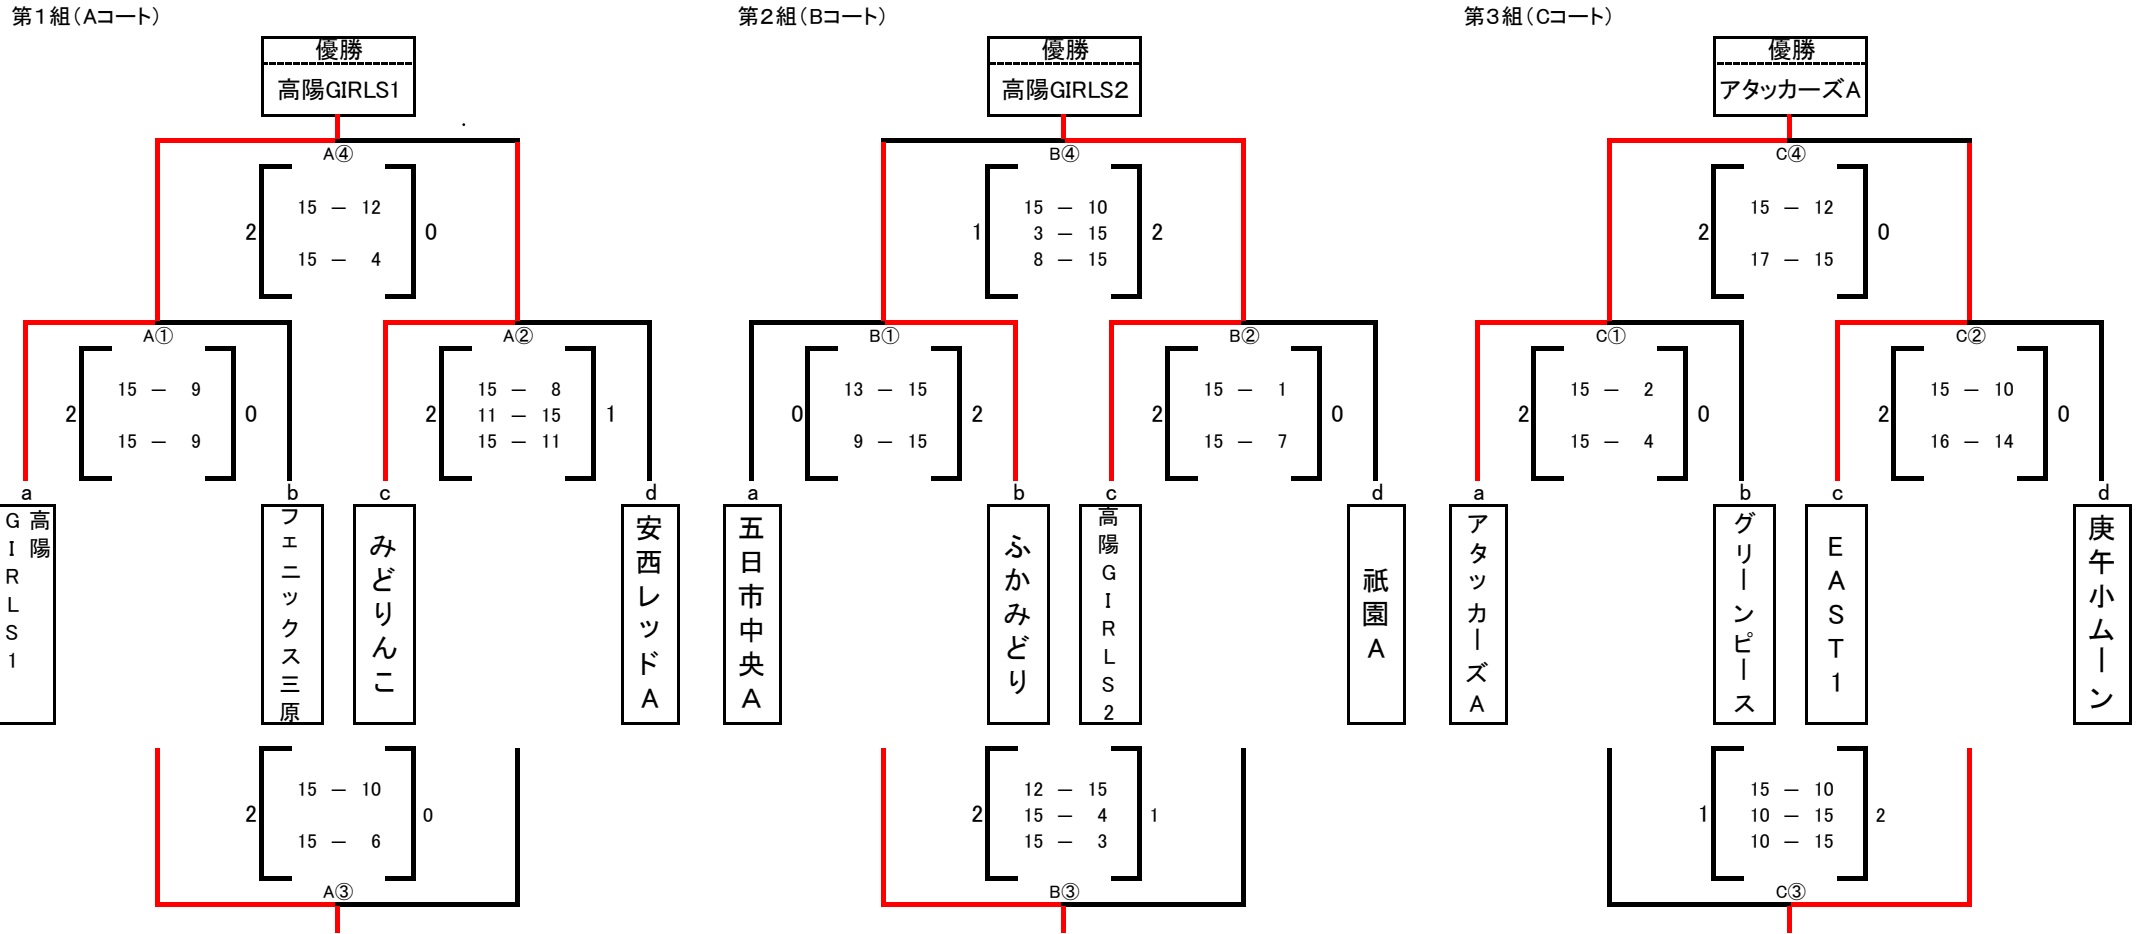 第1組(Aコート)
優勝
高陽GIRLS1
A④
2
15 － 12
15 － 4
0
A①
2
15 － 9
15 － 9
0
A②
2
15 － 8
11 － 15
15 － 11
1
a
高陽
GIRLS1
b
フェニックス三原
c
みどりんこ
d
安西レッドA
2
15 － 10
15 － 6
0
A③
第2組(Bコート)
優勝
高陽GIRLS2
B④
1
15 － 10
3 － 15
8 － 15
2
B①
0
13 － 15
9 － 15
2
B②
2
15 － 1
15 － 7
0
a
五日市中央A
b
ふかみどり
c
高陽GIRLS2
d
祇園A
2
12 － 15
15 － 4
15 － 3
1
B③
第3組(Cコート)
優勝
アタッカーズA
C④
2
15 － 12
17 － 15
0
C①
2
15 － 2
15 － 4
0
C②
2
15 － 10
16 － 14
0
a
アタッカーズA
b
グリーンピース
c
EAST1
d
庚午小ムーン
1
15 － 10
10 － 15
10 － 15
2
C③